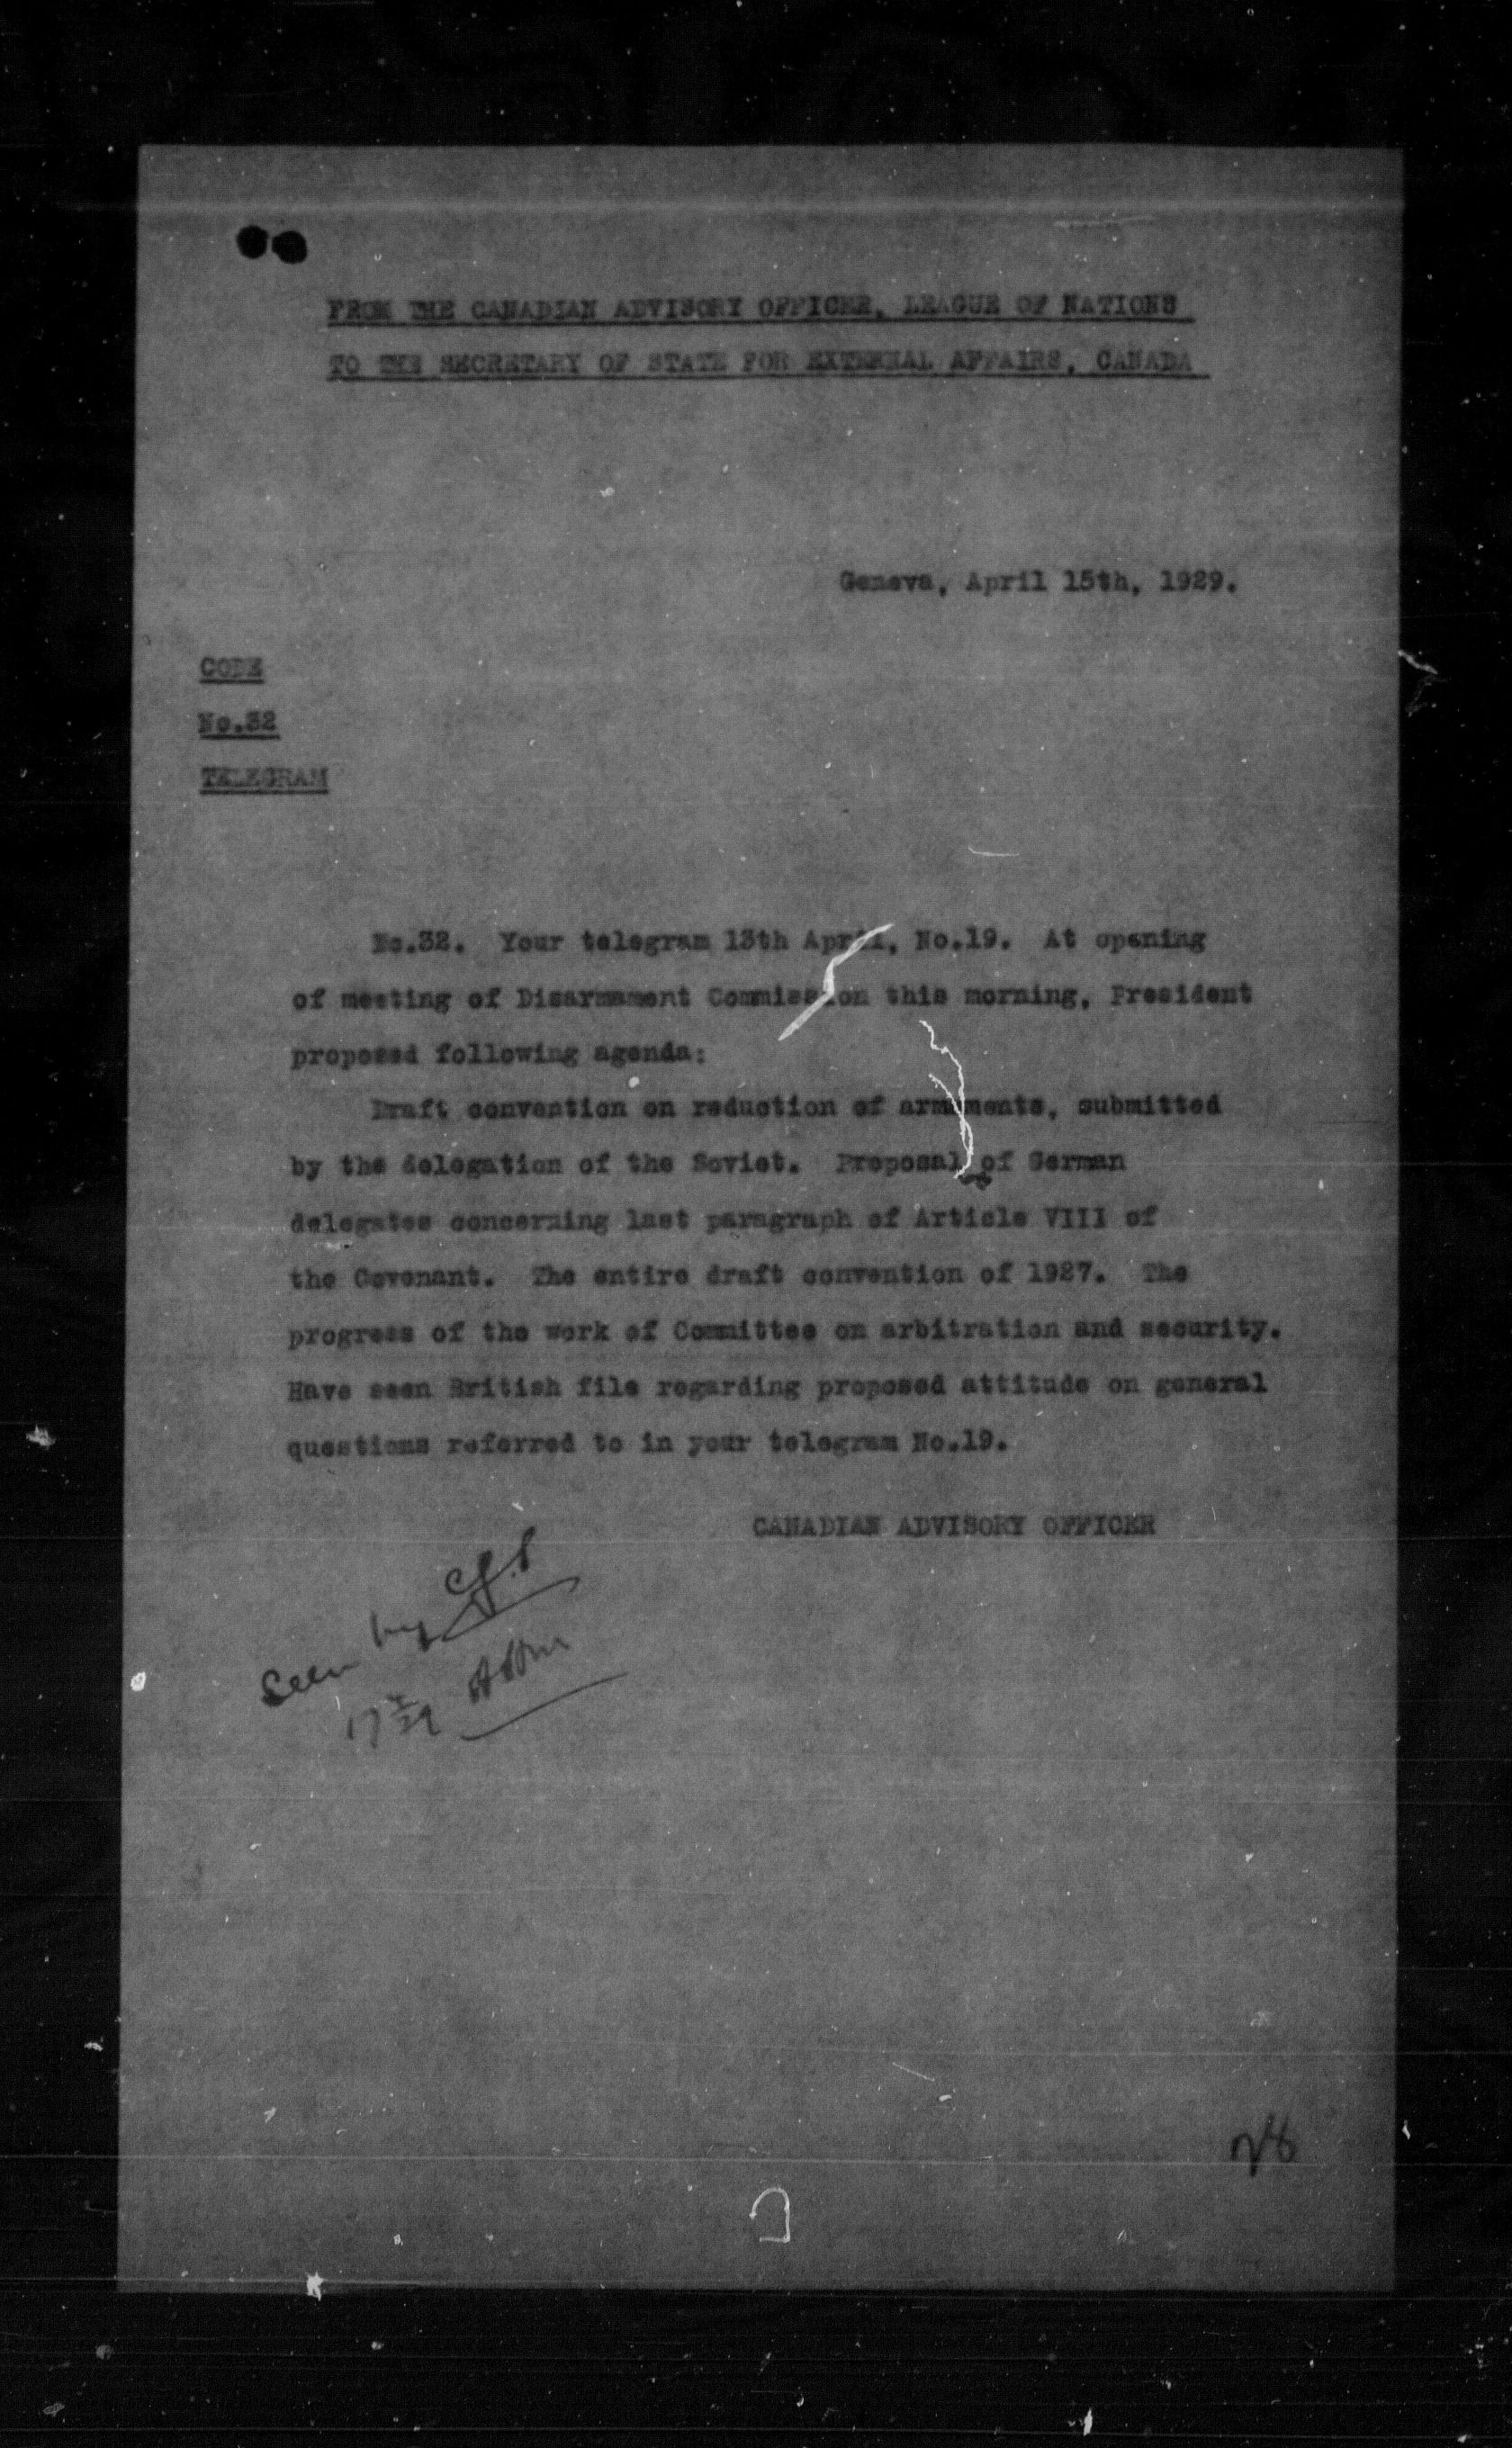 FROM THE CANADIAN ADVISORY OFFICER, LEAGUE OF NATIONS
TO THE SECRETARY OF STATE FOR EXTERNAL AFFAIRS, CANADA
Geneva, April 15th, 1929.
CODE
No.32
TELEGRAM
No.32. Your telegram 13th April, No.19. At opening
of meeting of Disarmament Commission this morning, President
proposed following agenda:
Draft convention on reduction of armaments, submitted
by the delegation of the Soviet. Proposal of German
delegates concerning last paragraph of Article VIII of
the Covenant. The entire draft convention of 1927. The
progress of the work of Committee on arbitration and security.
Have seen British file regarding proposed attitude on general
questions referred to in your telegram No.19.
CANADIAN ADVISORY OFFICER
Seen by
17
28